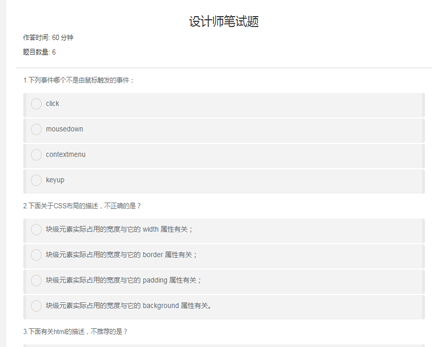 设计师笔试题
作答时间: 60 分钟
题目数量: 6
1.下列事件哪个不是由鼠标触发的事件：
click
mousedown
contextmenu
keyup
2.下面关于CSS布局的描述，不正确的是？
块级元素实际占用的宽度与它的 width 属性有关；
块级元素实际占用的宽度与它的 border 属性有关；
块级元素实际占用的宽度与它的 padding 属性有关；
块级元素实际占用的宽度与它的 background 属性有关。
3.下面有关html的描述，不推荐的是？